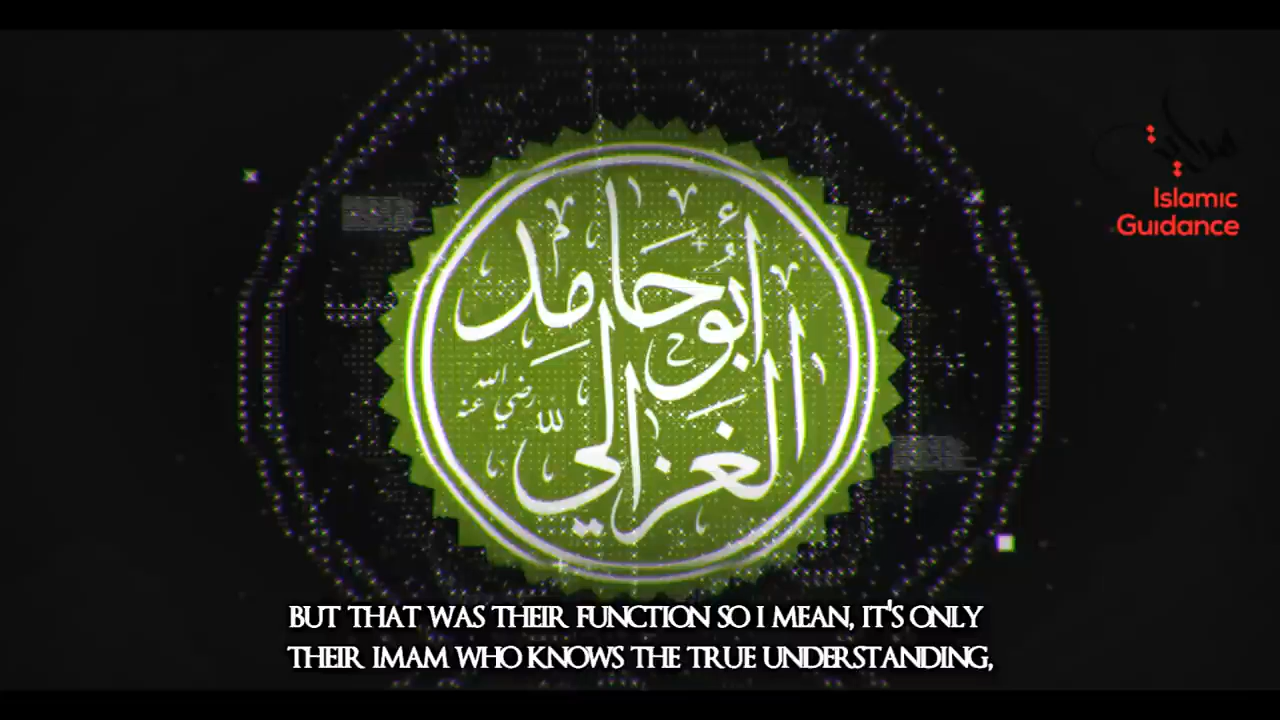 أبو حامد
الغزالي
رضي الله عنه
Islamic
Guidance
BUT THAT WAS THEIR FUNCTION SO I MEAN, IT'S ONLY
THEIR IMAM WHO KNOWS THE TRUE UNDERSTANDING,